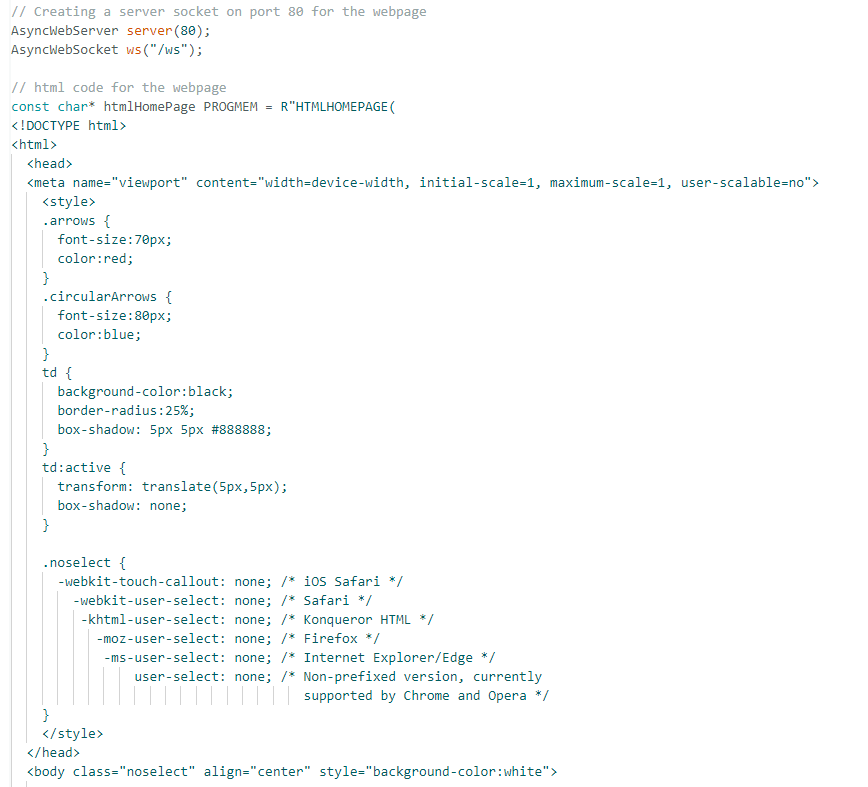 // Creating a server socket on port 80 for the webpage
AsyncWebServer server(80);
AsyncWebSocket ws("/ws");

// html code for the webpage
const char* htmlHomePage PROGMEM = R"HTMLHOMEPAGE(
<!DOCTYPE html>
<html>
  <head>
  <meta name="viewport" content="width=device-width, initial-scale=1, maximum-scale=1, user-scalable=no">
    <style>
    .arrows {
      font-size:70px;
      color:red;
    }
    .circularArrows {
      font-size:80px;
      color:blue;
    }
    td {
      background-color:black;
      border-radius:25%;
      box-shadow: 5px 5px #888888;
    }
    td:active {
      transform: translate(5px,5px);
      box-shadow: none;
    }

    .noselect {
      -webkit-touch-callout: none; /* iOS Safari */
        -webkit-user-select: none; /* Safari */
         -khtml-user-select: none; /* Konqueror HTML */
           -moz-user-select: none; /* Firefox */
            -ms-user-select: none; /* Internet Explorer/Edge */
                user-select: none; /* Non-prefixed version, currently
                                      supported by Chrome and Opera */
    }
    </style>
  </head>
  <body class="noselect" align="center" style="background-color:white">